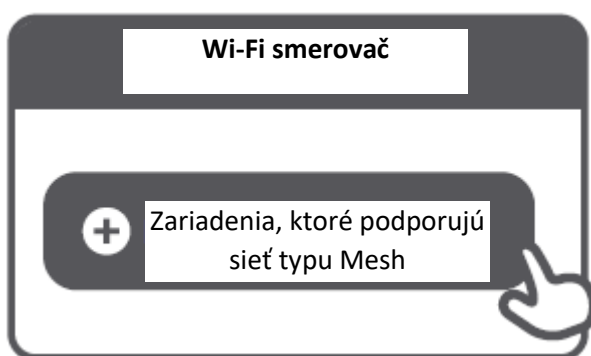 Wi-Fi smerovač
Zariadenia, ktoré podporujú
sieť typu Mesh